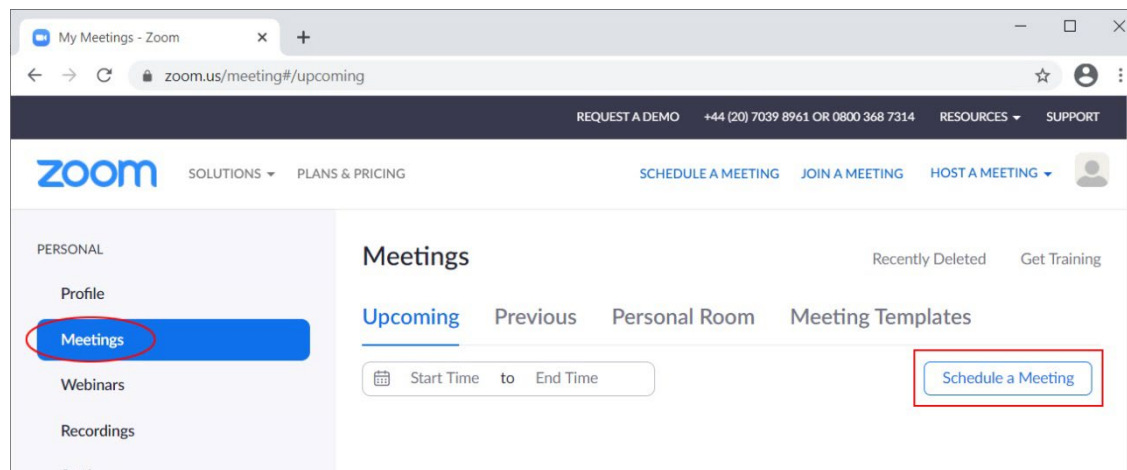 My Meetings - Zoom
zoom.us/meeting#/upcoming
REQUEST A DEMO +44 (20) 7039 8961 OR 0800 368 7314 RESOURCES SUPPORT
zoom SOLUTIONS PLANS & PRICING SCHEDULE A MEETING JOIN A MEETING HOST A MEETING
PERSONAL
Profile
Meetings
Webinars
Recordings
Meetings Recently Deleted Get Training
Upcoming Previous Personal Room Meeting Templates
Start Time to End Time Schedule a Meeting